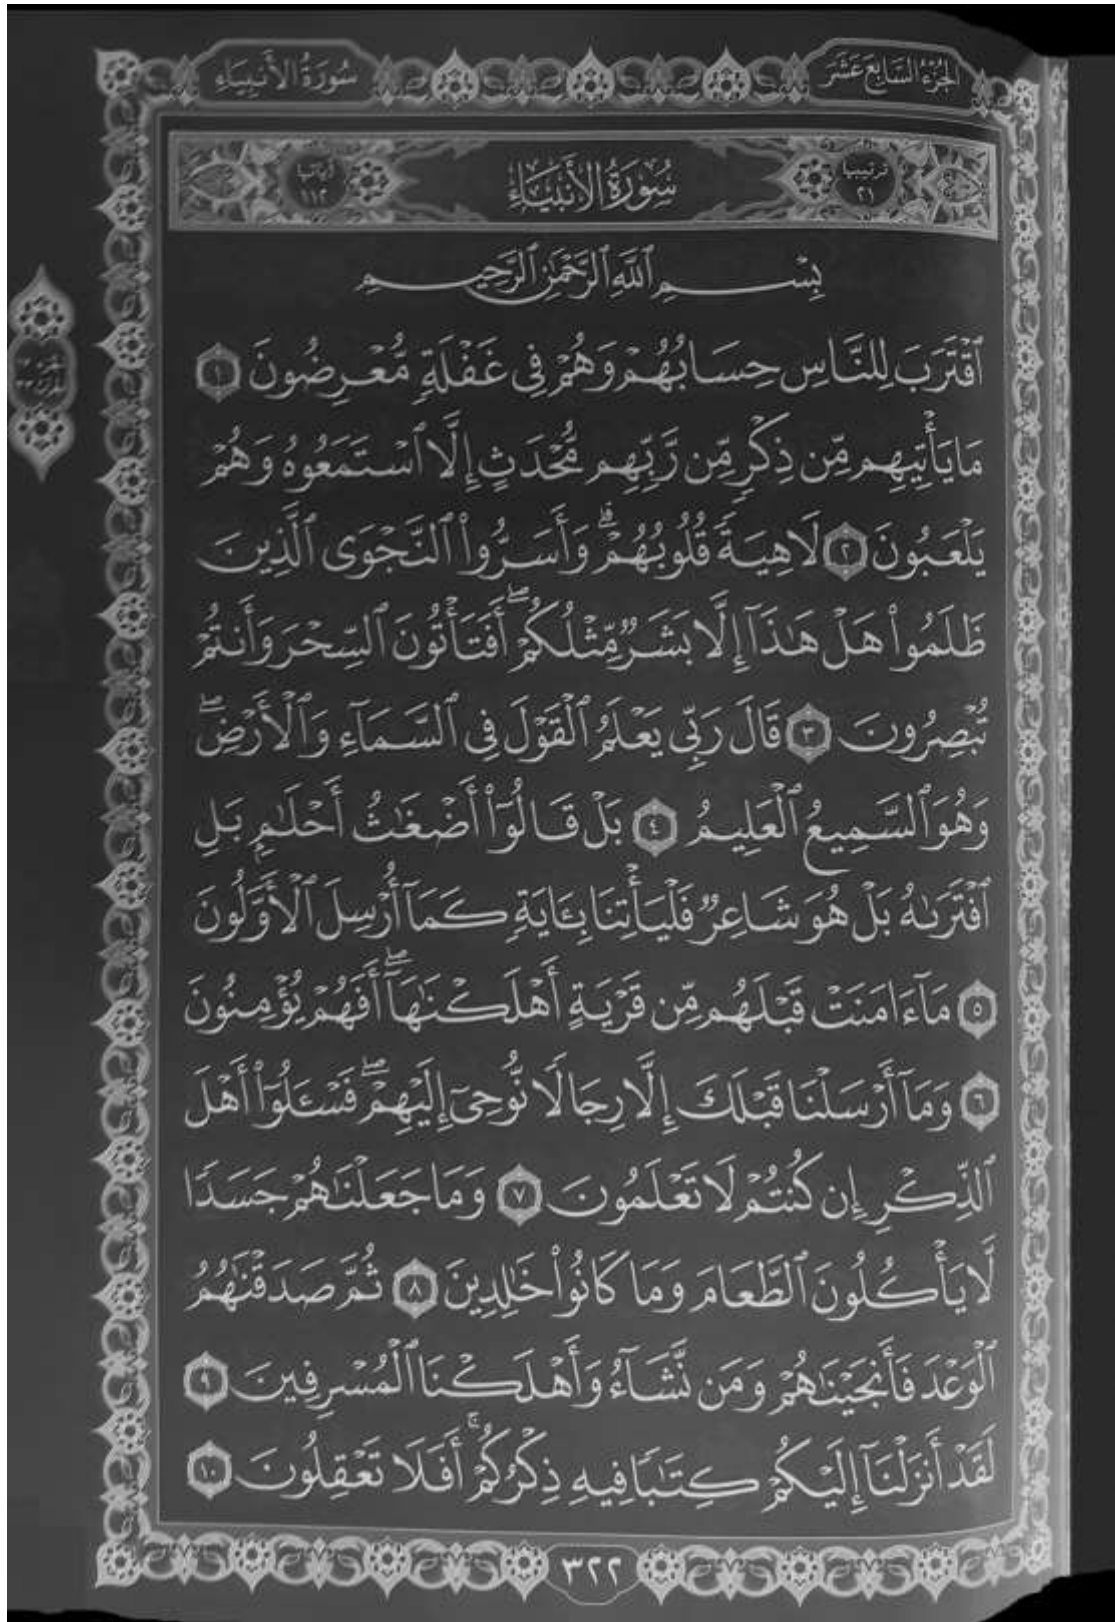 الجزء السابع عشر
سورة الأنبياء
ترتيبها ٢١
سُورَةُ الأَنبِيَاءِ
آياتها ١١٢
بِسْمِ ٱللَّهِ ٱلرَّحْمَٰنِ ٱلرَّحِيمِ
ٱقْتَرَبَ لِلنَّاسِ حِسَابُهُمْ وَهُمْ فِى غَفْلَةٍ مُّعْرِضُونَ ١
مَا يَأْتِيهِم مِّن ذِكْرٍ مِّن رَّبِّهِم مُّحْدَثٍ إِلَّا ٱسْتَمَعُوهُ وَهُمْ
يَلْعَبُونَ ٢ لَاهِيَةً قُلُوبُهُمْ ۗ وَأَسَرُّوا۟ ٱلنَّجْوَى ٱلَّذِينَ
ظَلَمُوا۟ هَلْ هَٰذَآ إِلَّا بَشَرٌ مِّثْلُكُمْ ۖ أَفَتَأْتُونَ ٱلسِّحْرَ وَأَنتُمْ
تُبْصِرُونَ ٣ قَالَ رَبِّى يَعْلَمُ ٱلْقَوْلَ فِى ٱلسَّمَآءِ وَٱلْأَرْضِ ۖ
وَهُوَ ٱلسَّمِيعُ ٱلْعَلِيمُ ٤ بَلْ قَالُوٓا۟ أَضْغَٰثُ أَحْلَٰمٍۭ بَلِ
ٱفْتَرَىٰهُ بَلْ هُوَ شَاعِرٌ فَلْيَأْتِنَا بِـَٔايَةٍ كَمَآ أُرْسِلَ ٱلْأَوَّلُونَ
٥ مَآ ءَامَنَتْ قَبْلَهُم مِّن قَرْيَةٍ أَهْلَكْنَٰهَآ ۖ أَفَهُمْ يُؤْمِنُونَ
٦ وَمَآ أَرْسَلْنَا قَبْلَكَ إِلَّا رِجَالًا نُّوحِىٓ إِلَيْهِمْ ۖ فَسْـَٔلُوٓا۟ أَهْلَ
ٱلذِّكْرِ إِن كُنتُمْ لَا تَعْلَمُونَ ٧ وَمَا جَعَلْنَٰهُمْ جَسَدًا
لَّا يَأْكُلُونَ ٱلطَّعَامَ وَمَا كَانُوا۟ خَٰلِدِينَ ٨ ثُمَّ صَدَقْنَٰهُمُ
ٱلْوَعْدَ فَأَنجَيْنَٰهُمْ وَمَن نَّشَآءُ وَأَهْلَكْنَا ٱلْمُسْرِفِينَ ٩
لَقَدْ أَنزَلْنَآ إِلَيْكُمْ كِتَٰبًا فِيهِ ذِكْرُكُمْ ۖ أَفَلَا تَعْقِلُونَ ١٠
٣٢٢